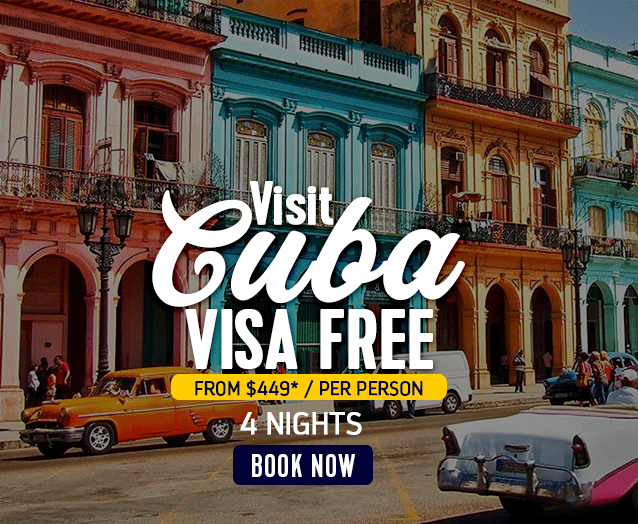 Visit
Cuba
VISA FREE
FROM $449* / PER PERSON
4 NIGHTS
BOOK NOW